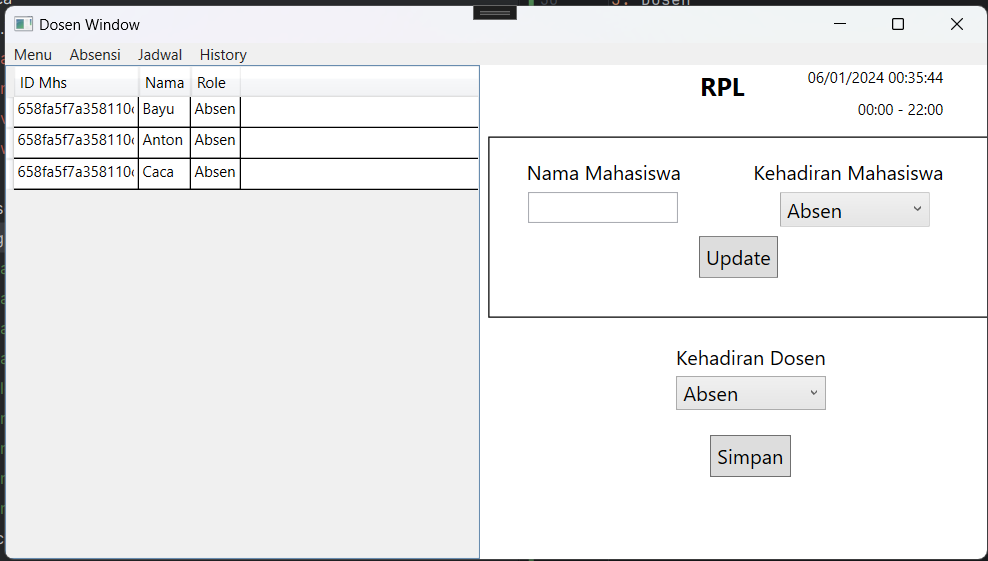 5. Dosen
Dosen Window
Menu Absensi Jadwal History
ID Mhs Nama Role
658fa5f7a358110 Bayu Absen
658fa5f7a358110 Anton Absen
658fa5f7a358110 Caca Absen
RPL
06/01/2024 00:35:44
00:00 - 22:00
Nama Mahasiswa Kehadiran Mahasiswa
Absen
Update
Kehadiran Dosen
Absen
Simpan